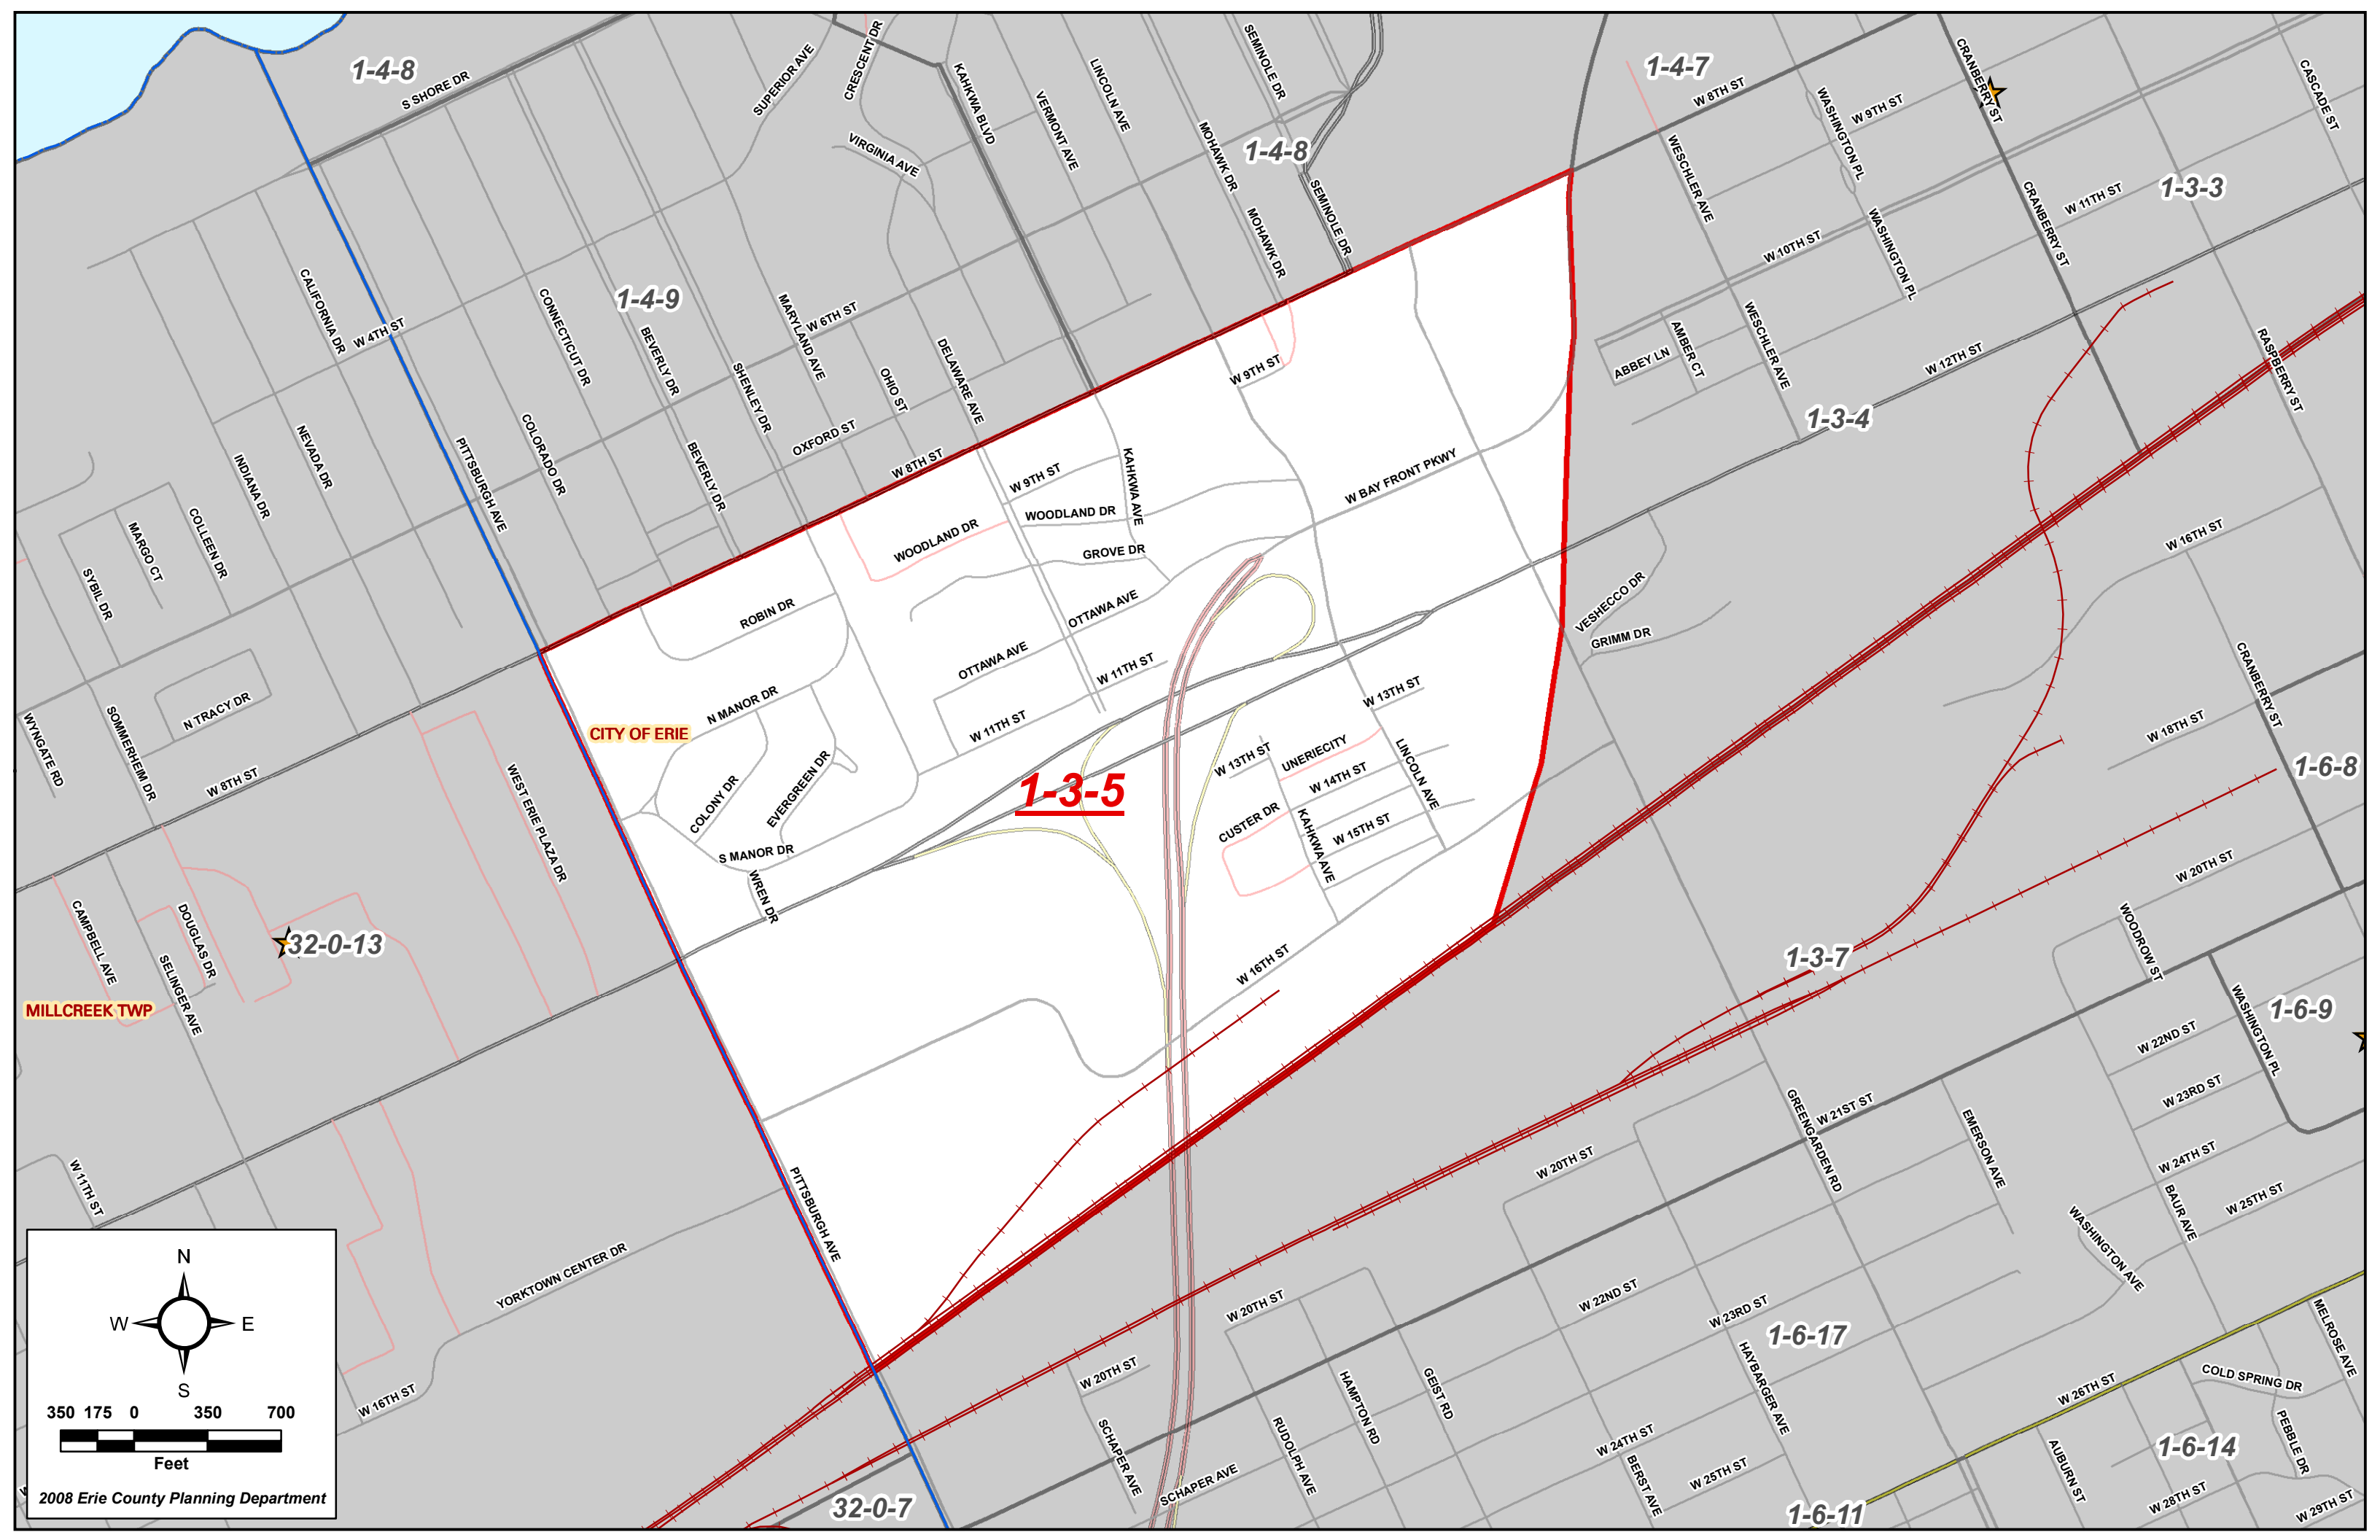 1-4-8
S SHORE DR
SUPERIOR AVE
CRESCENT DR
KAHKWA BLVD
VIRGINIA AVE
VERMONT AVE
LINCOLN AVE
MOHAWK DR
MOHAWK DR
SEMINOLE DR
1-4-8
SEMINOLE DR
1-4-7
W 8TH ST
WESCHLER AVE
WASHINGTON PL
W 9TH ST
CRANBERRY ST
CASCADE ST
1-3-3
W 11TH ST
CRANBERRY ST
WASHINGTON PL
W 10TH ST
WESCHLER AVE
AMBER CT
ABBEY LN
W 12TH ST
RASPBERRY ST
1-3-4
CALIFORNIA DR
W 4TH ST
1-4-9
CONNECTICUT DR
BEVERLY DR
MARYLAND AVE
W 6TH ST
SHENLEY DR
OHIO ST
DELAWARE AVE
OXFORD ST
W 8TH ST
BEVERLY DR
COLORADO DR
PITTSBURGH AVE
NEVADA DR
INDIANA DR
COLLEEN DR
MARGO CT
SYBIL DR
N TRACY DR
SOMMERHEIM DR
WYNGATE RD
W 8TH ST
WEST ERIE PLAZA DR
W 9TH ST
W 9TH ST
KAHKWA AVE
WOODLAND DR
WOODLAND DR
GROVE DR
W BAY FRONT PKWY
ROBIN DR
OTTAWA AVE
OTTAWA AVE
W 11TH ST
W 11TH ST
N MANOR DR
CITY OF ERIE
COLONY DR
EVERGREEN DR
S MANOR DR
WREN DR
1-3-5
W 13TH ST
W 13TH ST
UNERIECITY
W 14TH ST
LINCOLN AVE
CUSTER DR
KAHKWA AVE
W 15TH ST
W 16TH ST
VESHECCO DR
GRIMM DR
W 16TH ST
CRANBERRY ST
W 18TH ST
1-6-8
W 20TH ST
WOODROW ST
1-3-7
WASHINGTON PL
1-6-9
W 22ND ST
W 23RD ST
W 24TH ST
W 25TH ST
BAUR AVE
WASHINGTON AVE
EMERSON AVE
W 21ST ST
GREENGARDEN RD
W 20TH ST
CAMPBELL AVE
DOUGLAS DR
SELINGER AVE
32-0-13
MILLCREEK TWP
W 11TH ST
YORKTOWN CENTER DR
W 16TH ST
PITTSBURGH AVE
W 20TH ST
W 20TH ST
SCHAPER AVE
SCHAPER AVE
RUDOLPH AVE
HAMPTON RD
GEIST RD
W 22ND ST
W 23RD ST
1-6-17
HAYBARGER AVE
W 24TH ST
BERST AVE
W 25TH ST
1-6-11
32-0-7
W 26TH ST
MELROSE AVE
COLD SPRING DR
PEBBLE DR
1-6-14
AUBURN ST
W 28TH ST
W 29TH ST
N
W E
S
350 175 0 350 700
Feet
2008 Erie County Planning Department